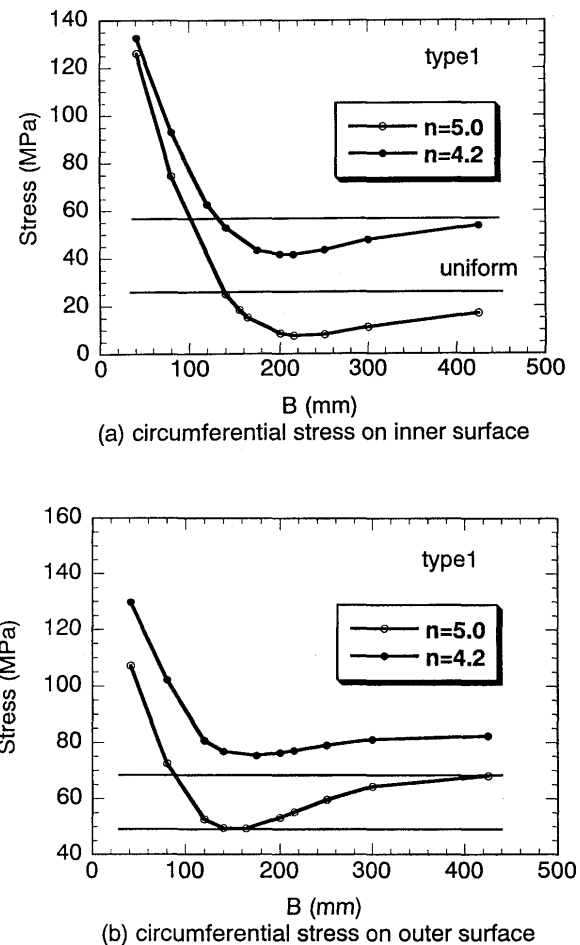 140
120
100
80
60
40
20
0
Stress (MPa)
type1
n=5.0
n=4.2
uniform
0 100 200 300 400 500
B (mm)
(a) circumferential stress on inner surface
160
140
120
100
80
60
40
Stress (MPa)
type1
n=5.0
n=4.2
0 100 200 300 400 500
B (mm)
(b) circumferential stress on outer surface